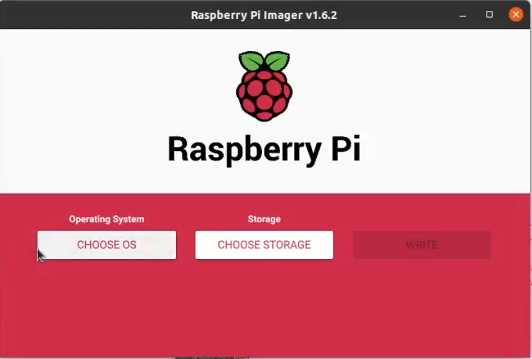 Raspberry Pi Imager v1.6.2
Raspberry Pi
Operating System
Storage
CHOOSE OS
CHOOSE STORAGE
WRITE